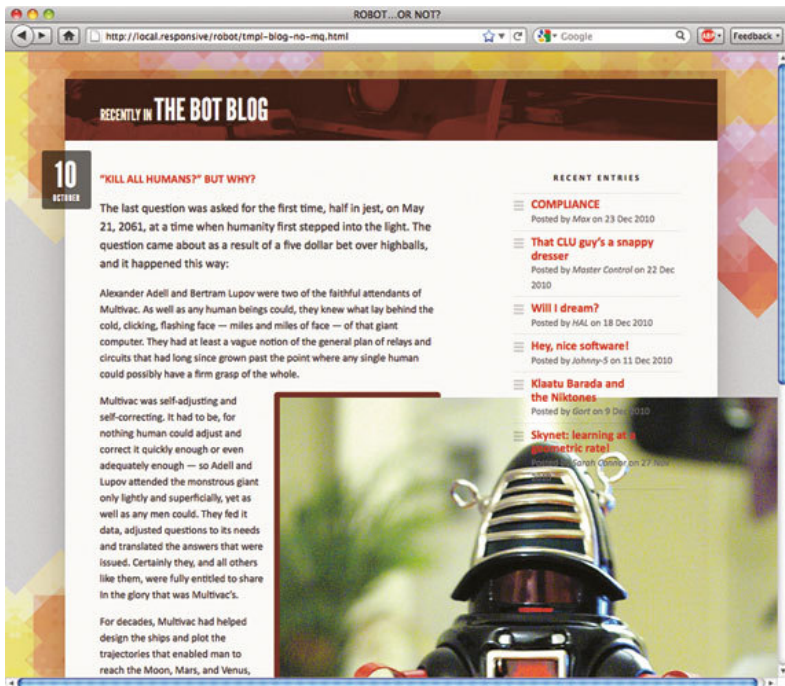 ROBOT...OR NOT?
http://local.responsive/robot/tmpl-blog-no-mq.html
Google
ABP
Feedback
RECENTLY IN THE BOT BLOG
10
OCTOBER
"KILL ALL HUMANS?" BUT WHY?
The last question was asked for the first time, half in jest, on May
21, 2061, at a time when humanity first stepped into the light. The
question came about as a result of a five dollar bet over highballs,
and it happened this way:
Alexander Adell and Bertram Lupov were two of the faithful attendants of
Multivac. As well as any human beings could, they knew what lay behind the
cold, clicking, flashing face — miles and miles of face — of that giant
computer. They had at least a vague notion of the general plan of relays and
circuits that had long since grown past the point where any single human
could possibly have a firm grasp of the whole.
Multivac was self-adjusting and
self-correcting. It had to be, for
nothing human could adjust and
correct it quickly enough or even
adequately enough — so Adell and
Lupov attended the monstrous giant
only lightly and superficially, yet as
well as any men could. They fed it
data, adjusted questions to its needs
and translated the answers that were
issued. Certainly they, and all others
like them, were fully entitled to share
In the glory that was Multivac's.
For decades, Multivac had helped
design the ships and plot the
trajectories that enabled man to
reach the Moon, Mars, and Venus,
RECENT ENTRIES
COMPLIANCE
Posted by Max on 23 Dec 2010
That CLU guy's a snappy
dresser
Posted by Master Control on 22 Dec
2010
Will I dream?
Posted by HAL on 18 Dec 2010
Hey, nice software!
Posted by Johnny-5 on 11 Dec 2010
Klaatu Barada and
the Niktones
Posted by Gort on 9 Dec 2010
Skynet: learning at a
geometric rate!
Posted by Sarah Connor on 27 Nov
2010